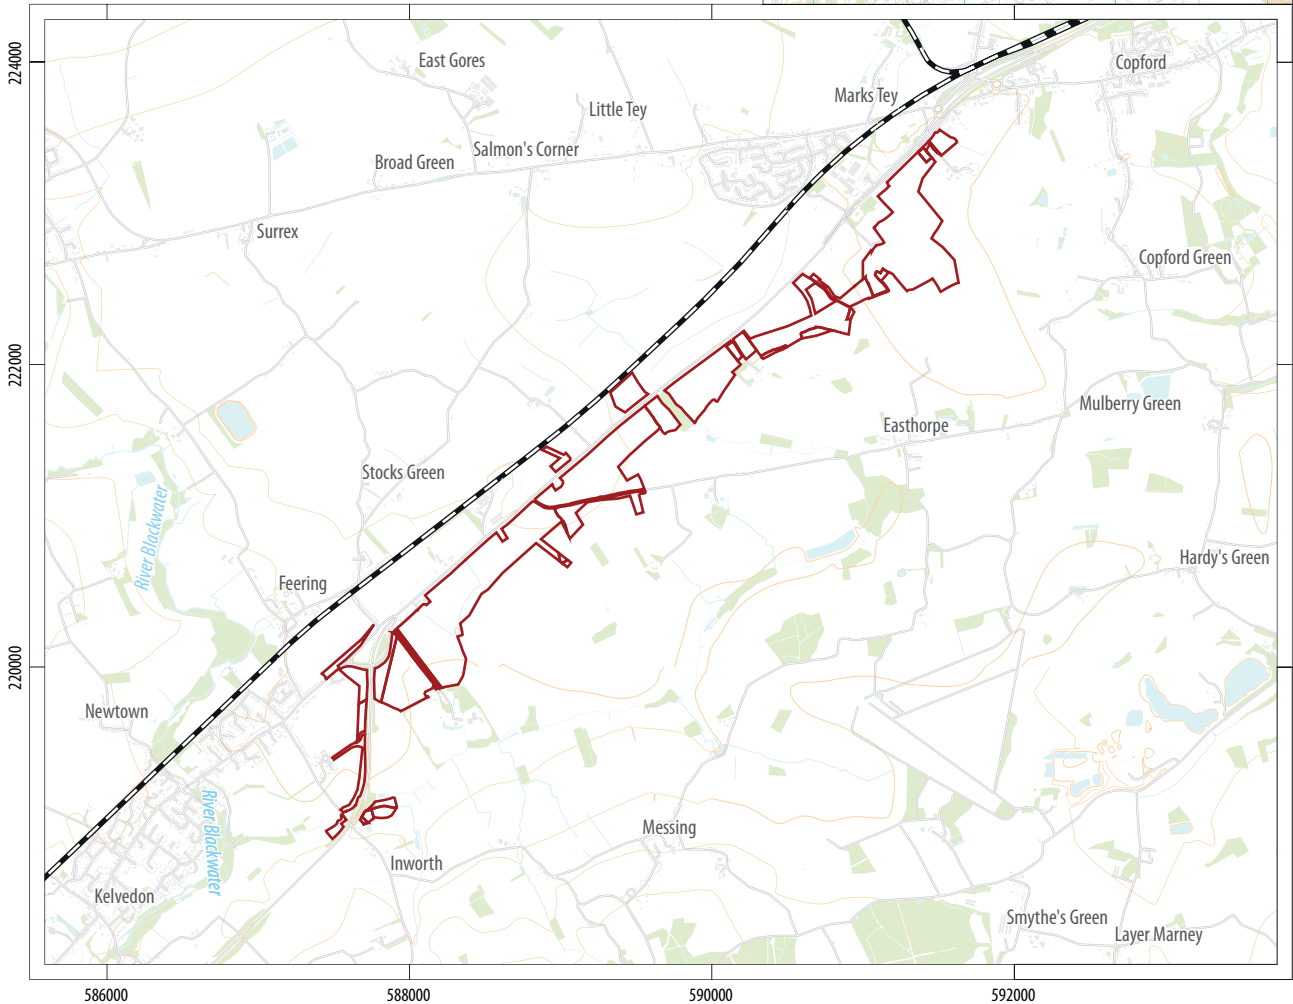 224000
East Gores
Copford
Marks Tey
Little Tey
Salmon's Corner
Broad Green
Surrex
Copford Green
222000
Mulberry Green
Easthorpe
Stocks Green
River Blackwater
Hardy's Green
Feering
220000
Newtown
River Blackwater
Messing
Inworth
Kelvedon
Smythe's Green
Layer Marney
586000
588000
590000
592000